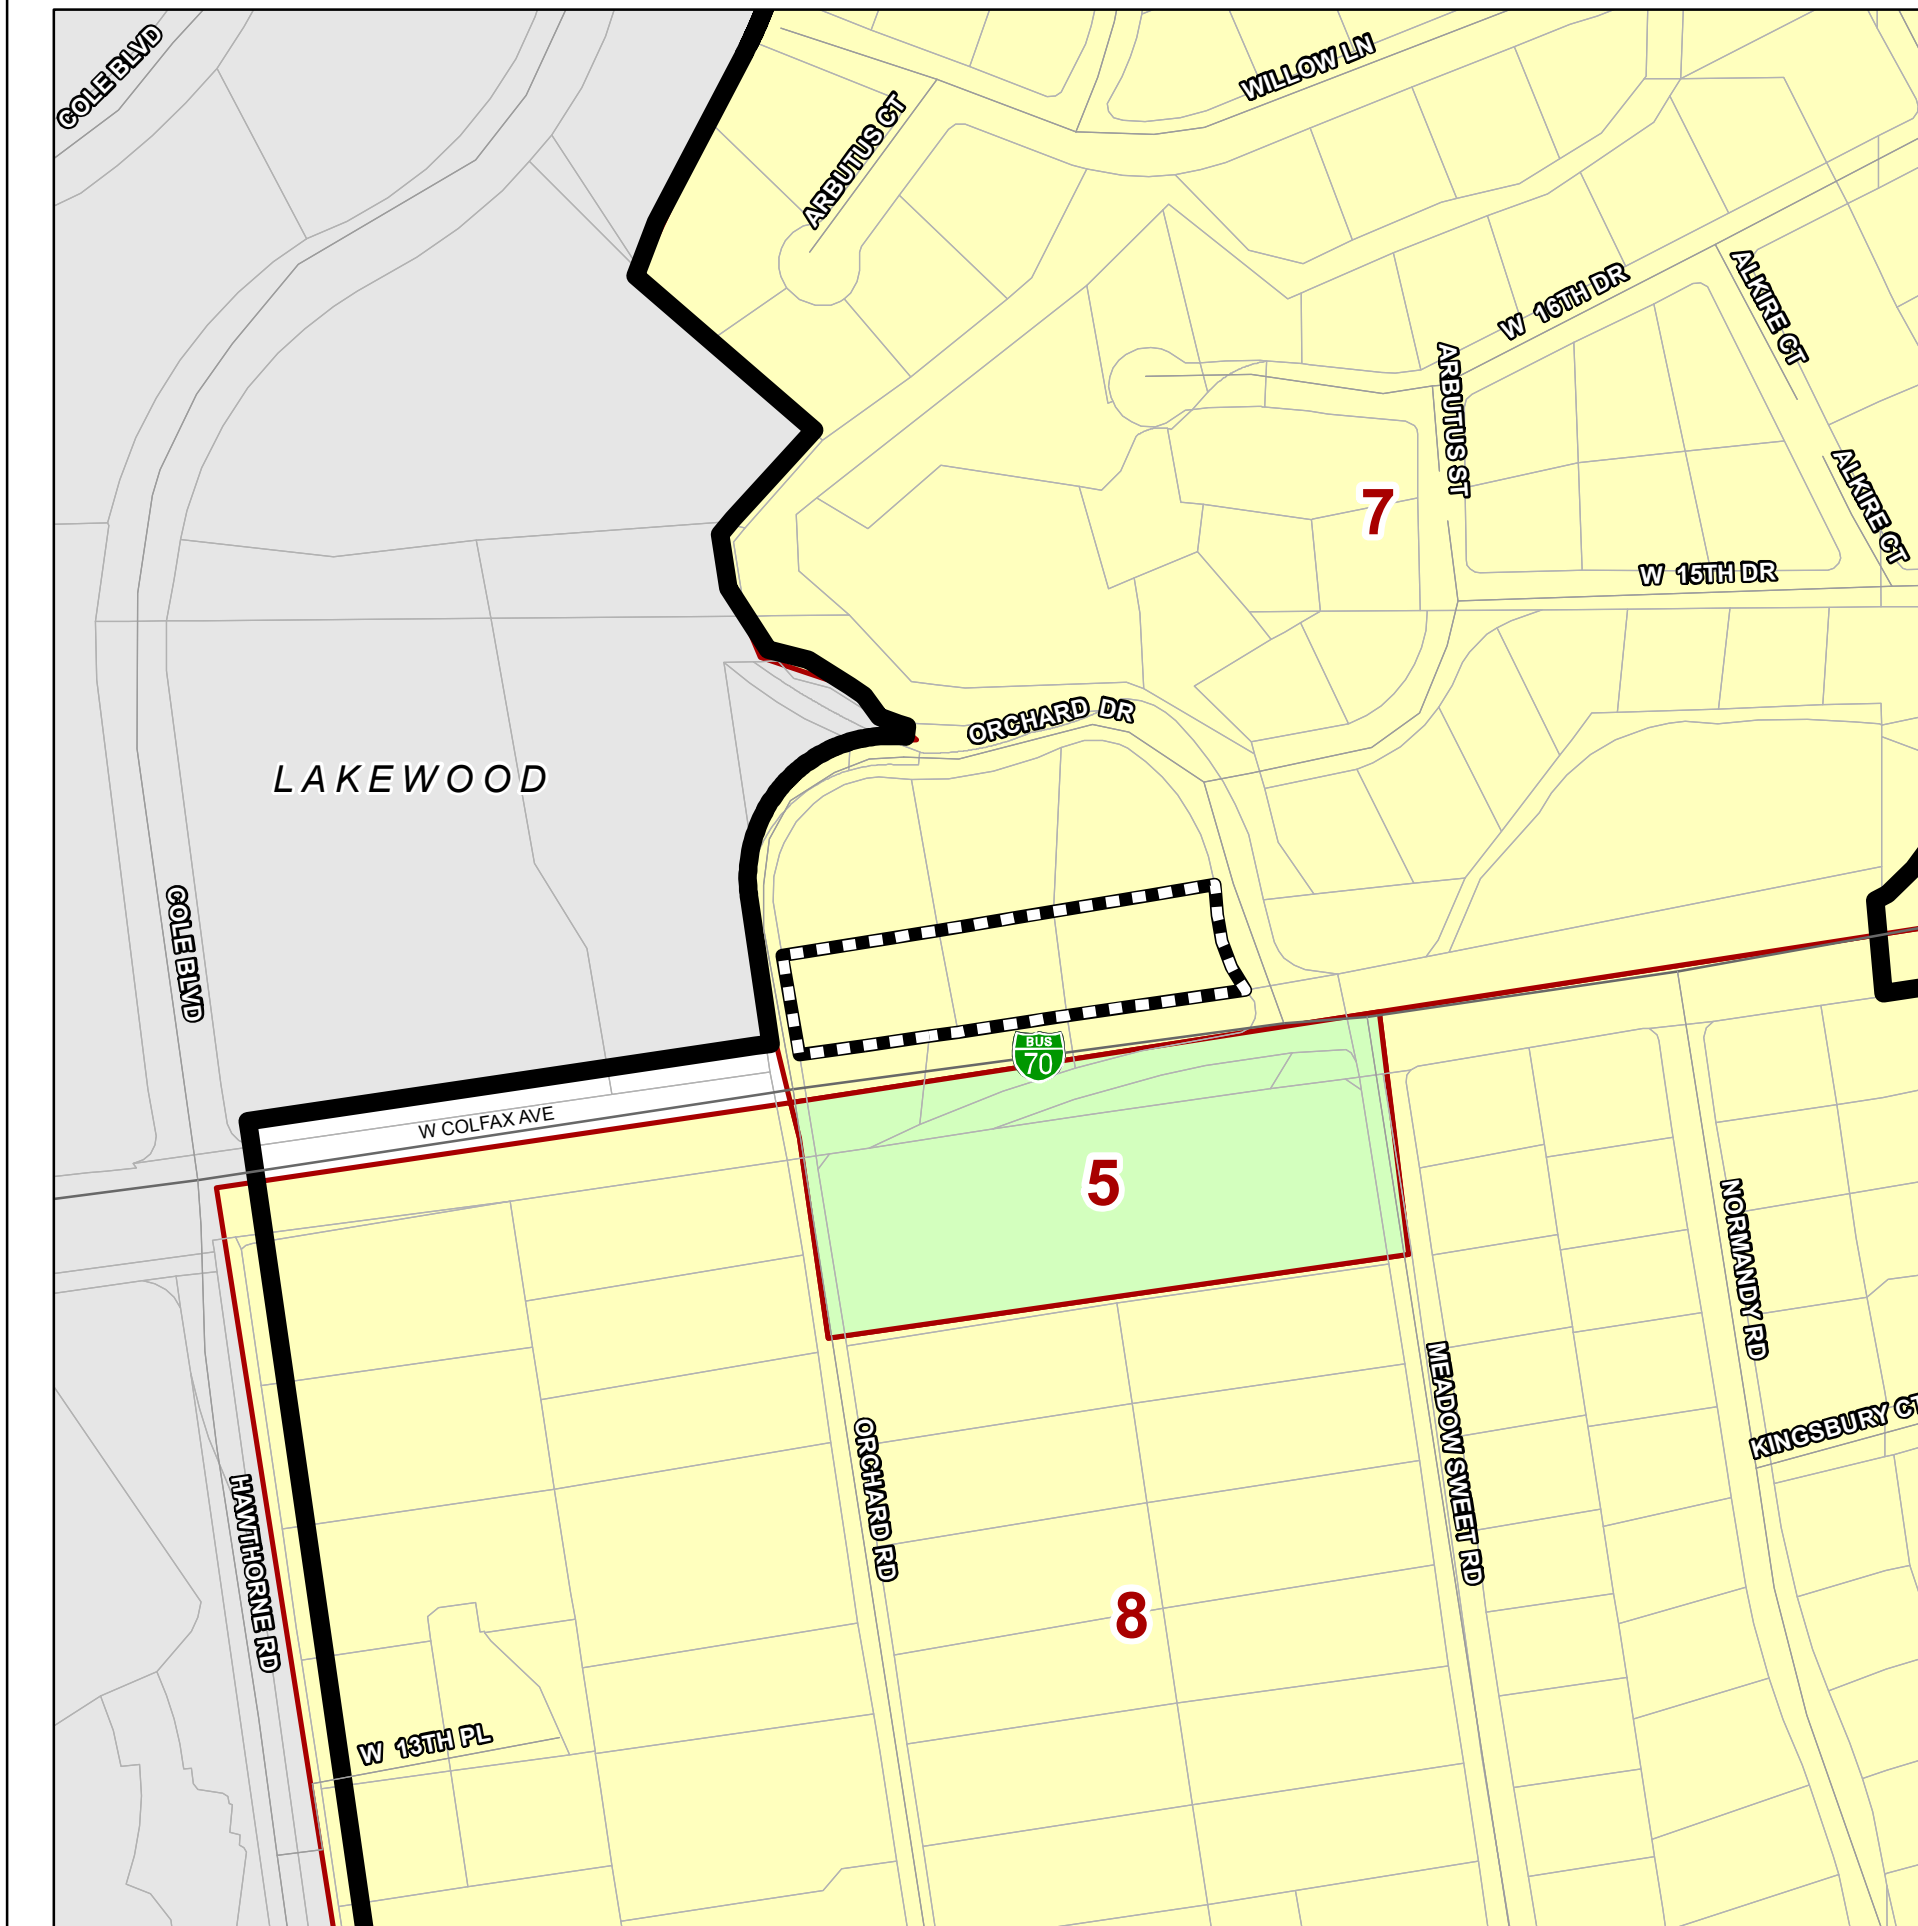 COLE BLVD
WILLOW LN
ARBUTUS CT
ALKIRE CT
W 16TH DR
ARBUTUS ST
ALKIRE CT
7
W 15TH DR
ORCHARD DR
LAKEWOOD
COLE BLVD
BUS
70
W COLFAX AVE
5
NORMANDY RD
MEADOW SWEET RD
KINGSBURY CT
ORCHARD RD
HAWTHORNE RD
8
W 13TH PL